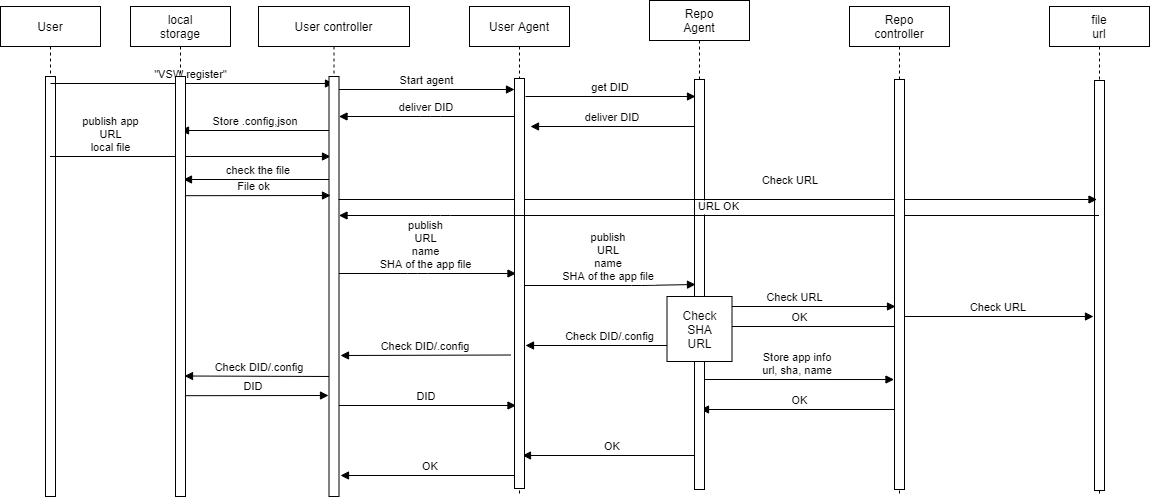 User
local
storage
User controller
User Agent
Repo
Agent
Repo
controller
file
url
"VSW register"
Start agent
get DID
deliver DID
deliver DID
Store .config.json
publish app
URL
local file
check the file
File ok
Check URL
URL OK
publish
URL
name
SHA of the app file
publish
URL
name
SHA of the app file
Check
SHA
URL
Check URL
OK
Check URL
Check DID/.config
Check DID/.config
Check DID/.config
DID
DID
Store app info
url, sha, name
OK
OK
OK